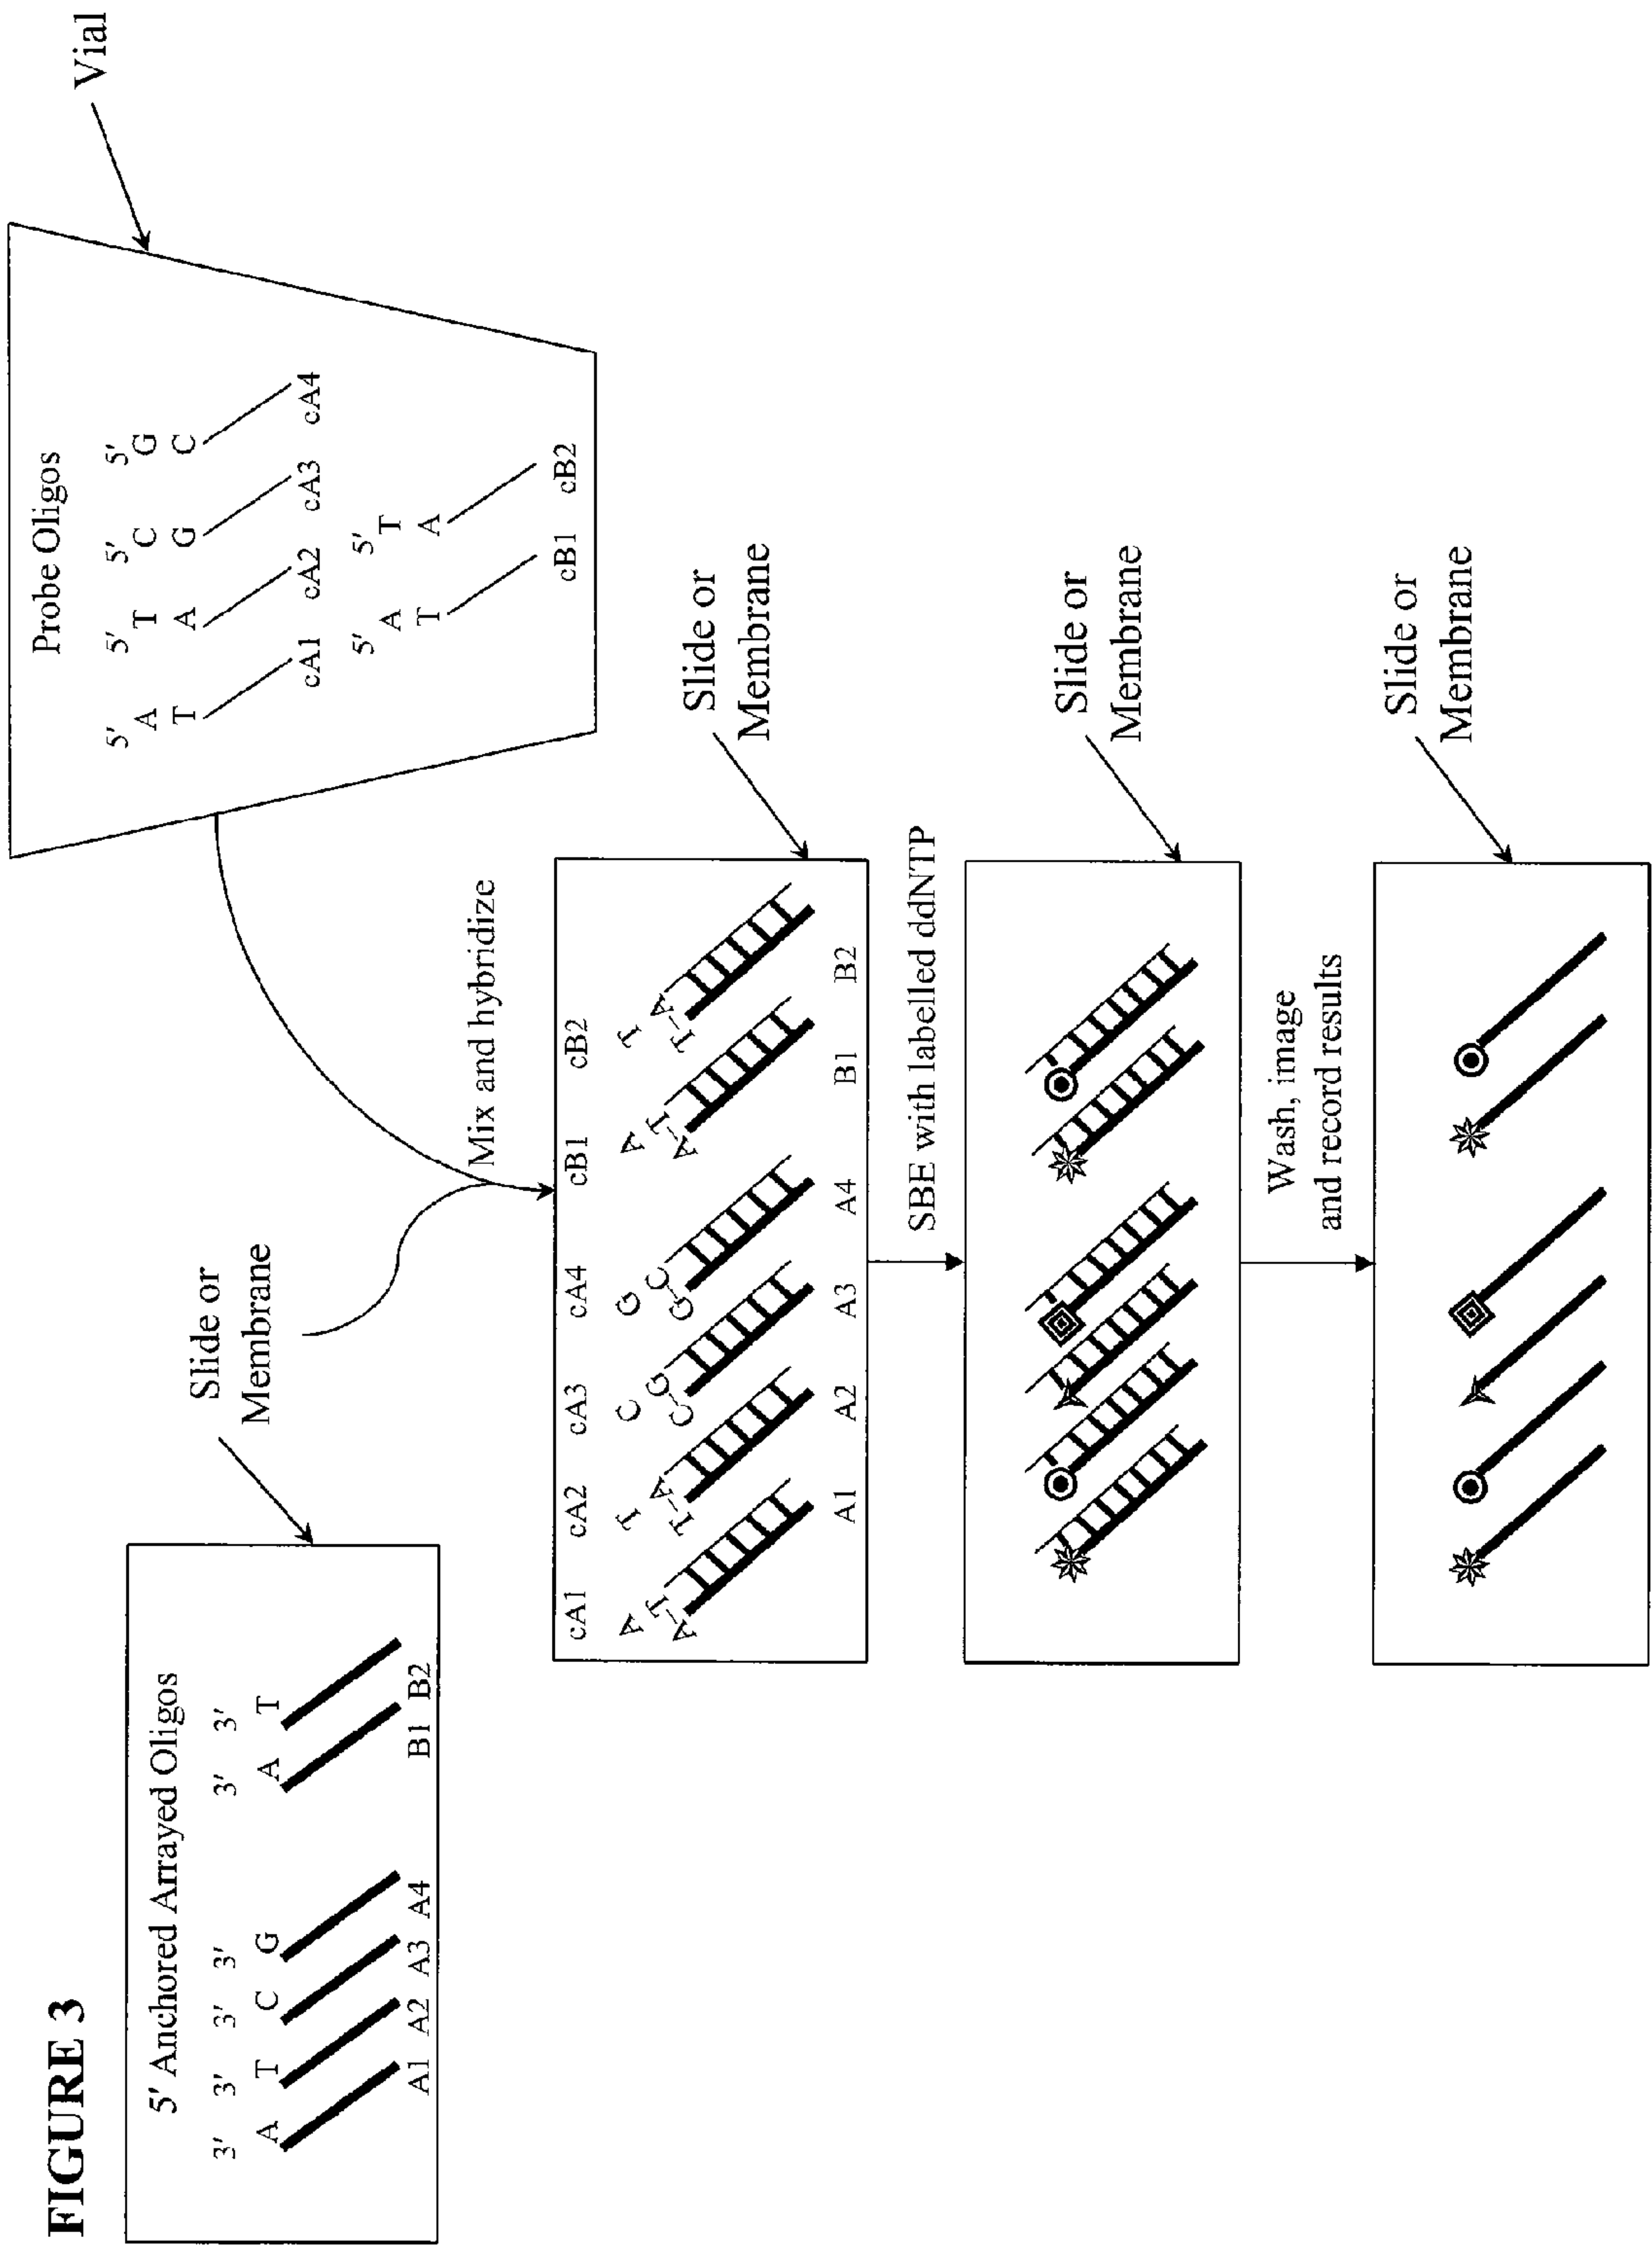 FIGURE 3
5' Anchored Arrayed Oligos
3' 3' 3' 3' 3' 3'
A T C G A T
A1 A2 A3 A4 B1 B2
Slide or
Membrane
Probe Oligos
5' 5' 5' 5'
A T C G
T A G C
cA1 cA2 cA3 cA4
5' 5'
A T
T A
cB1 cB2
Vial
Mix and hybridize
cA1 cA2 cA3 cA4 cB1 cB2
A T C G A T
T A G C T A
A T C G A T
A1 A2 A3 A4 B1 B2
Slide or
Membrane
SBE with labelled ddNTP
Slide or
Membrane
Wash, image
and record results
Slide or
Membrane